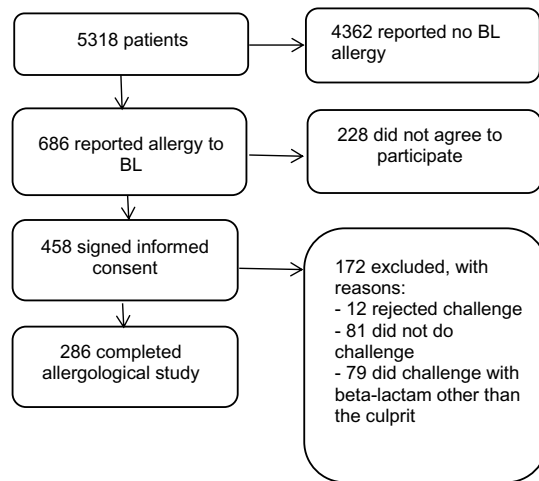 5318 patients
4362 reported no BL
allergy
686 reported allergy to
BL
228 did not agree to
participate
458 signed informed
consent
172 excluded, with
reasons:
- 12 rejected challenge
- 81 did not do
challenge
- 79 did challenge with
beta-lactam other than
the culprit
286 completed
allergological study